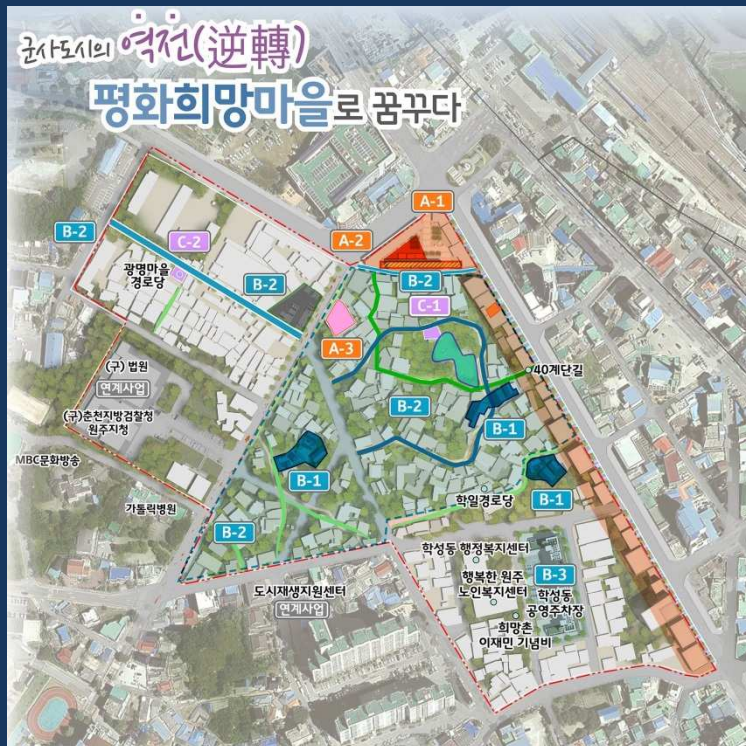 군사도시의 역전(逆轉)
평화희망마을로 꿈꾸다
A-1
B-2
C-2
A-2
광명마을
경로당
B-2
B-2
C-1
A-3
(구) 법원
연계사업
40계단길
(구)춘천지방검찰청
원주지청
B-2
B-1
MBC문화방송
B-1
가톨릭병원
학일경로당
B-1
B-2
학성동 행정복지센터
도시재생지원센터
연계사업
행복한 원주
노인복지센터
B-3
학성동
공영주차장
희망촌
이재민 기념비